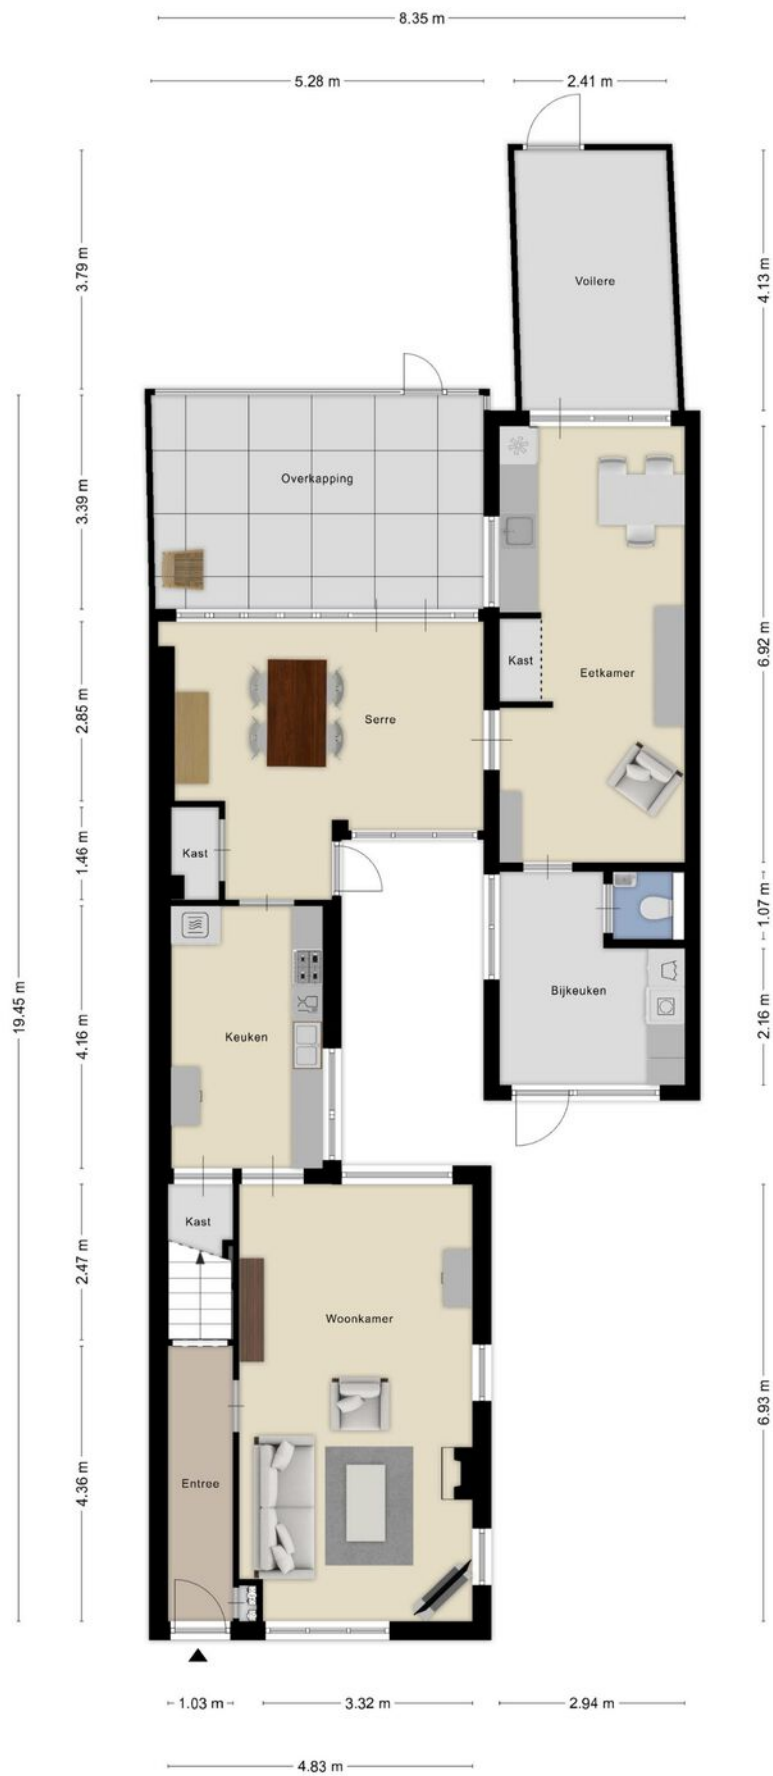 8.35 m
5.28 m
2.41 m
3.79 m
4.13 m
Voilere
Overkapping
3.39 m
6.92 m
Kast
Eetkamer
Serre
2.85 m
Kast
1.46 m
1.07 m
Bijkeuken
2.16 m
19.45 m
4.16 m
Keuken
Kast
2.47 m
Woonkamer
6.93 m
Entree
4.36 m
1.03 m
3.32 m
2.94 m
4.83 m